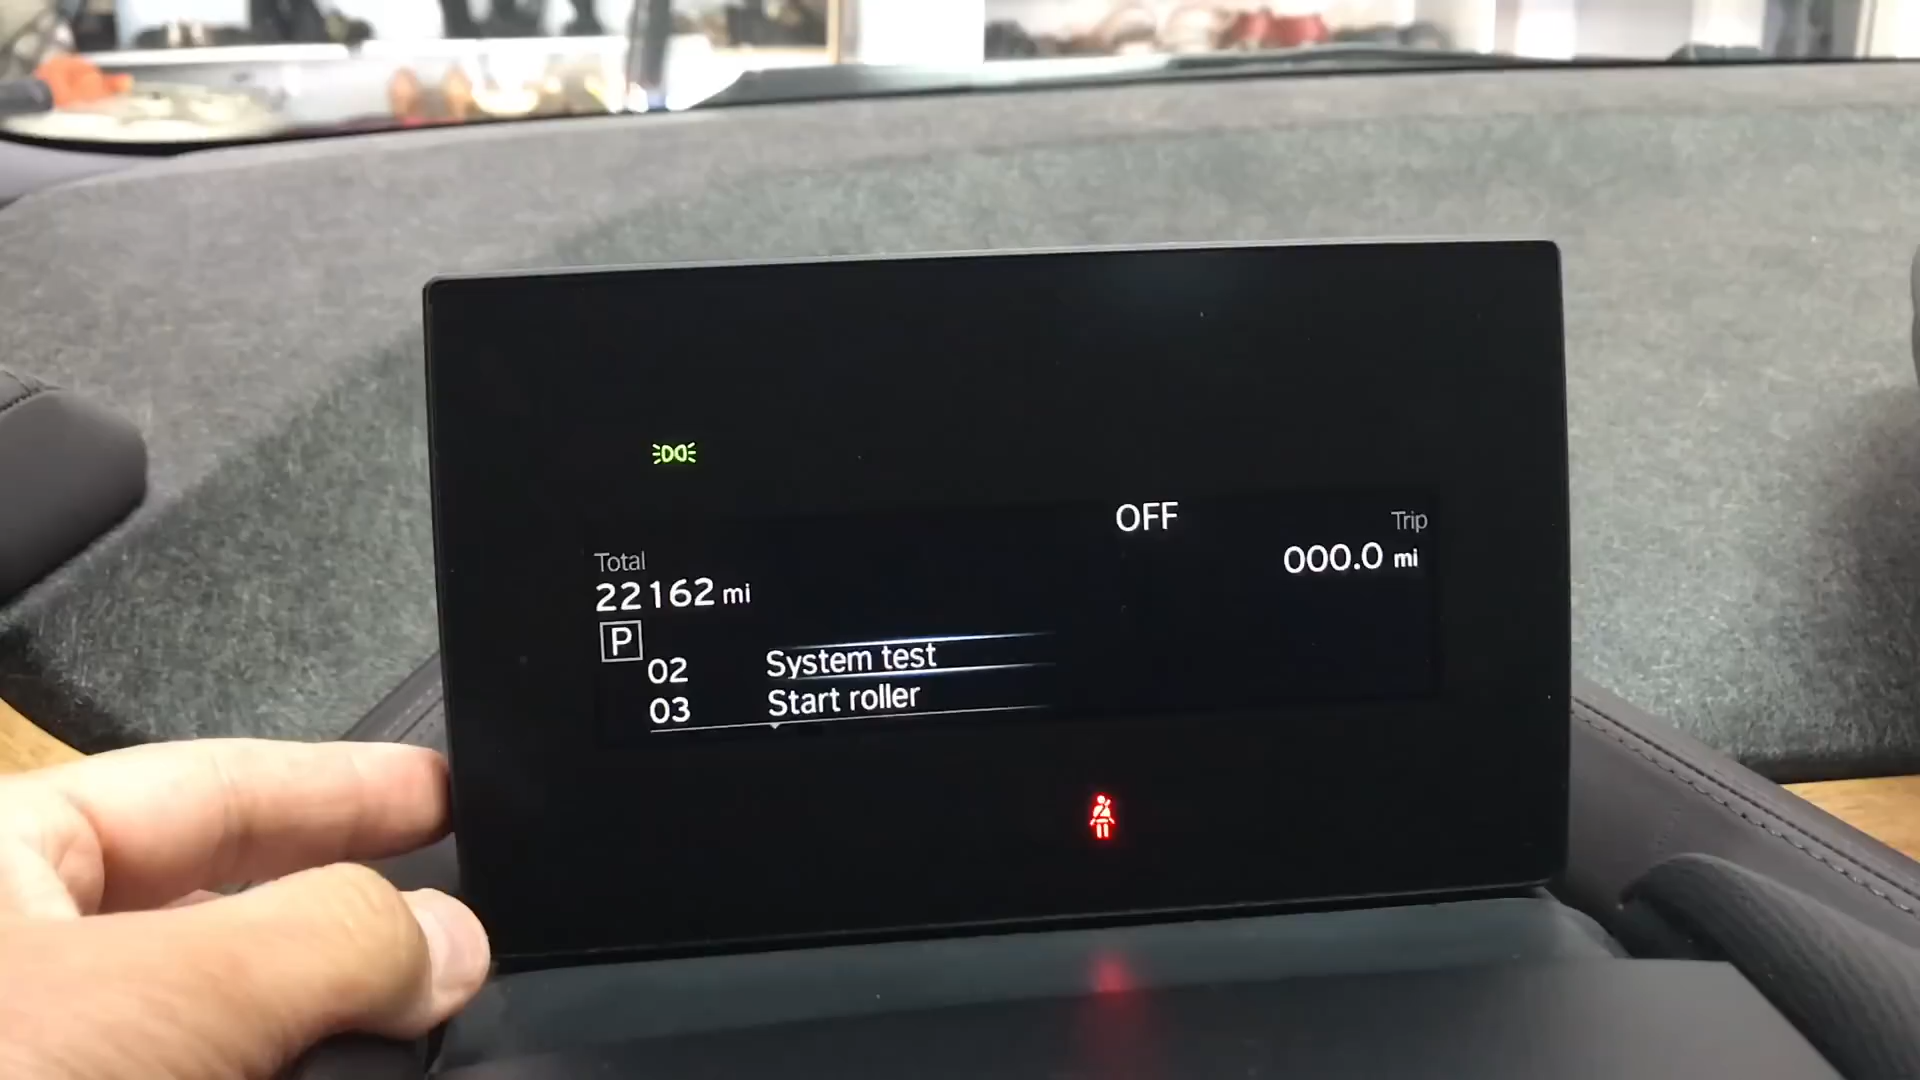 OFF
Trip
000.0 mi
Total
22162 mi
P
02 System test
03 Start roller